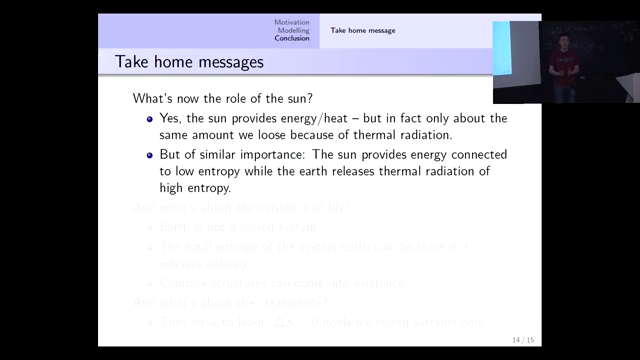 Motivation
Modelling
Conclusion
Take home message
Take home messages
What's now the role of the sun?
Yes, the sun provides energy/heat – but in fact only about the
same amount we loose because of thermal radiation.
But of similar importance: The sun provides energy connected
to low entropy while the earth releases thermal radiation of
high entropy.
And what's about the existence of life?
Earth is not a closed system.
The total entropy of the system earth can decrease if it
releases entropy.
Complex structures can come into existence.
And what's about the creationists?
They have to learn: ΔS > 0 holds for closed systems only.
14 / 15